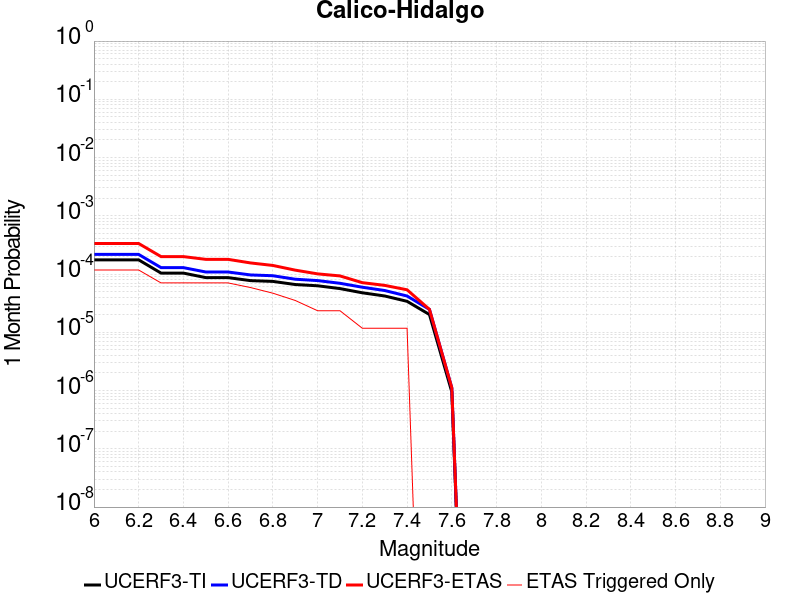 Calico-Hidalgo
10^0
10^-1
10^-2
10^-3
10^-4
10^-5
10^-6
10^-7
10^-8
1 Month Probability
6 6.2 6.4 6.6 6.8 7 7.2 7.4 7.6 7.8 8 8.2 8.4 8.6 8.8 9
Magnitude
UCERF3-TI UCERF3-TD UCERF3-ETAS ETAS Triggered Only